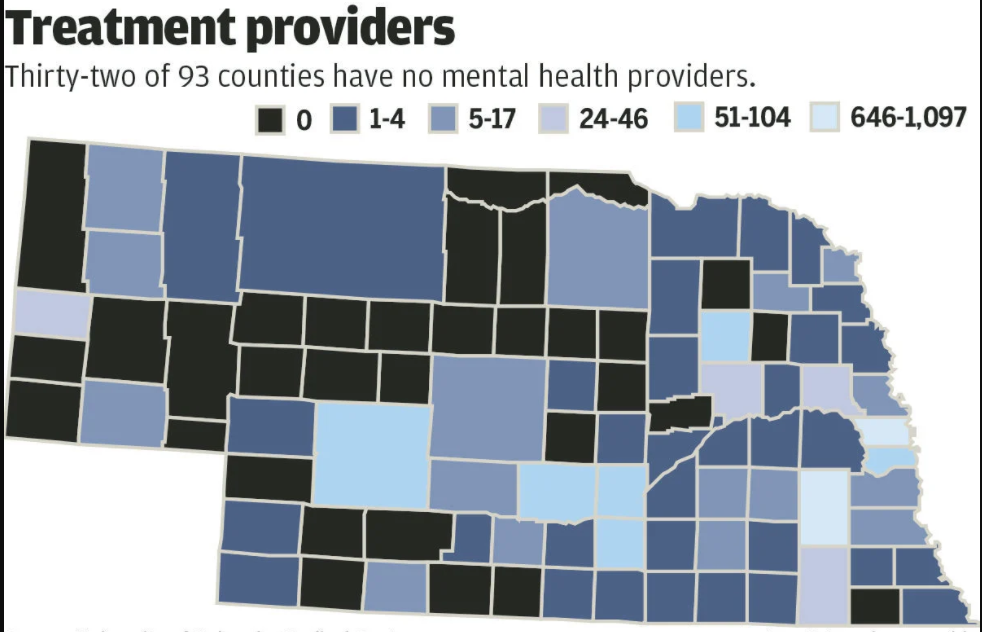 Treatment providers
Thirty-two of 93 counties have no mental health providers.
0 1-4 5-17 24-46 51-104 646-1,097